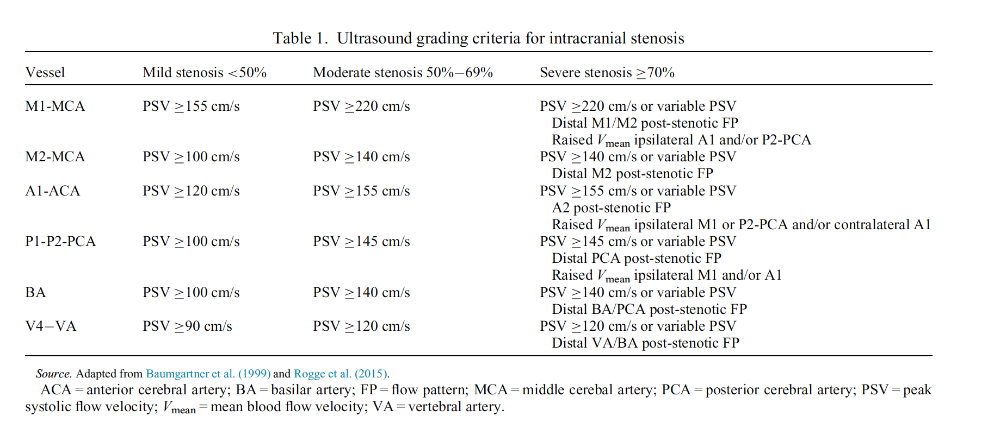 Table 1. Ultrasound grading criteria for intracranial stenosis
Vessel Mild stenosis <50% Moderate stenosis 50%−69% Severe stenosis ≥70%
M1-MCA PSV ≥155 cm/s PSV ≥220 cm/s PSV ≥220 cm/s or variable PSV
Distal M1/M2 post-stenotic FP
Raised Vmean ipsilateral A1 and/or P2-PCA
M2-MCA PSV ≥100 cm/s PSV ≥140 cm/s PSV ≥140 cm/s or variable PSV
Distal M2 post-stenotic FP
A1-ACA PSV ≥120 cm/s PSV ≥155 cm/s PSV ≥155 cm/s or variable PSV
A2 post-stenotic FP
Raised Vmean ipsilateral M1 or P2-PCA and/or contralateral A1
P1-P2-PCA PSV ≥100 cm/s PSV ≥145 cm/s PSV ≥145 cm/s or variable PSV
Distal PCA post-stenotic FP
Raised Vmean ipsilateral M1 and/or A1
BA PSV ≥100 cm/s PSV ≥140 cm/s PSV ≥140 cm/s or variable PSV
Distal BA/PCA post-stenotic FP
V4−VA PSV ≥90 cm/s PSV ≥120 cm/s PSV ≥120 cm/s or variable PSV
Distal VA/BA post-stenotic FP
Source. Adapted from Baumgartner et al. (1999) and Rogge et al. (2015).
ACA = anterior cerebral artery; BA = basilar artery; FP = flow pattern; MCA = middle cerebal artery; PCA = posterior cerebral artery; PSV = peak
systolic flow velocity; Vmean = mean blood flow velocity; VA = vertebral artery.